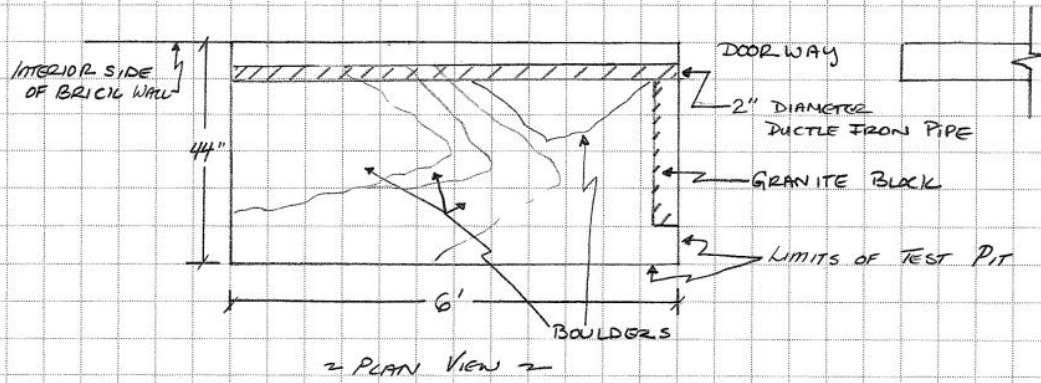 INTERIOR SIDE
OF BRICK WALL
DOORWAY
2" DIAMETER
DUCTLE IRON PIPE
44"
GRANITE BLOCK
LIMITS OF TEST PIT
6'
BOULDERS
~ PLAN VIEW ~